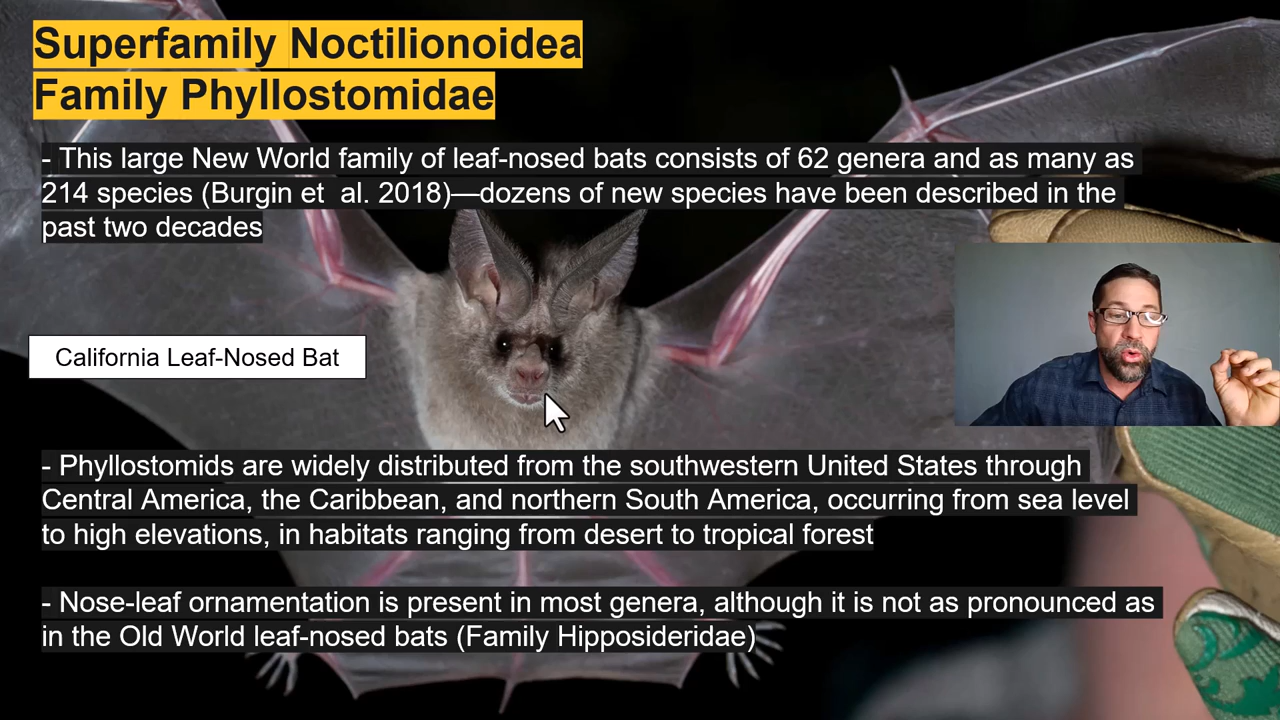 Superfamily Noctilionoidea
Family Phyllostomidae
- This large New World family of leaf-nosed bats consists of 62 genera and as many as
214 species (Burgin et  al. 2018)—dozens of new species have been described in the
past two decades
California Leaf-Nosed Bat
- Phyllostomids are widely distributed from the southwestern United States through
Central America, the Caribbean, and northern South America, occurring from sea level
to high elevations, in habitats ranging from desert to tropical forest
- Nose-leaf ornamentation is present in most genera, although it is not as pronounced as
in the Old World leaf-nosed bats (Family Hipposideridae)